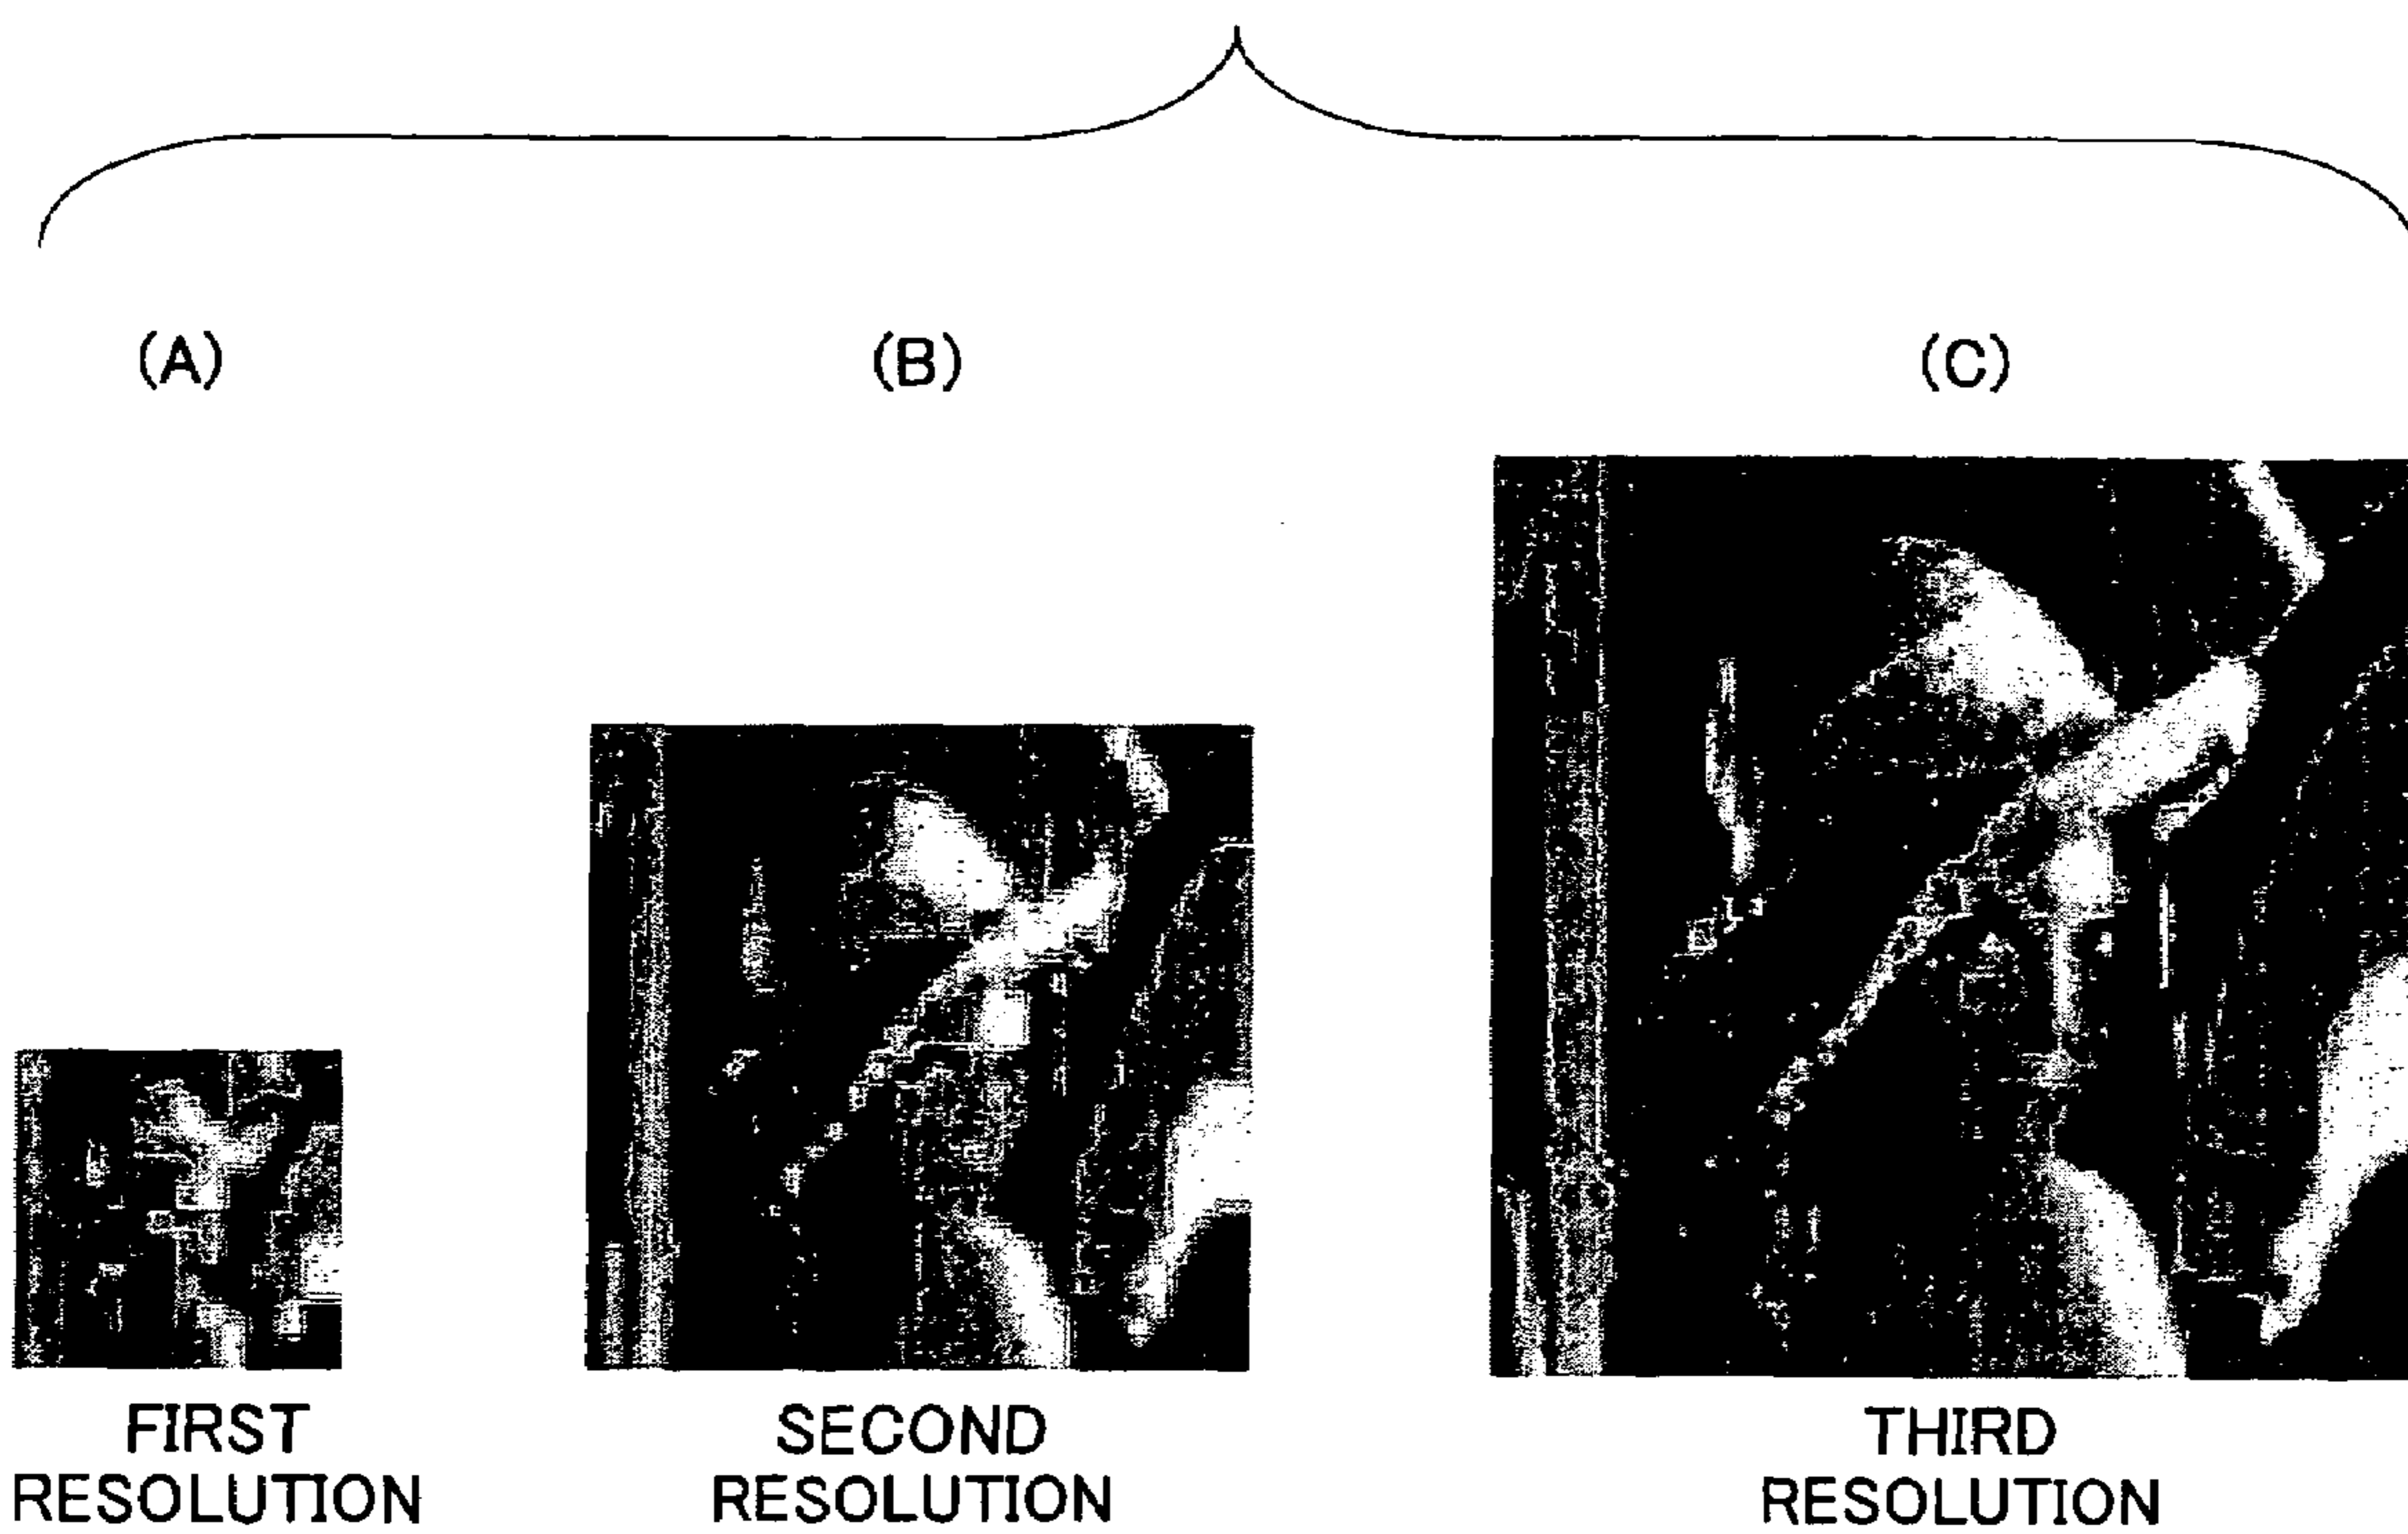 (A)
(B)
(C)
FIRST
RESOLUTION
SECOND
RESOLUTION
THIRD
RESOLUTION